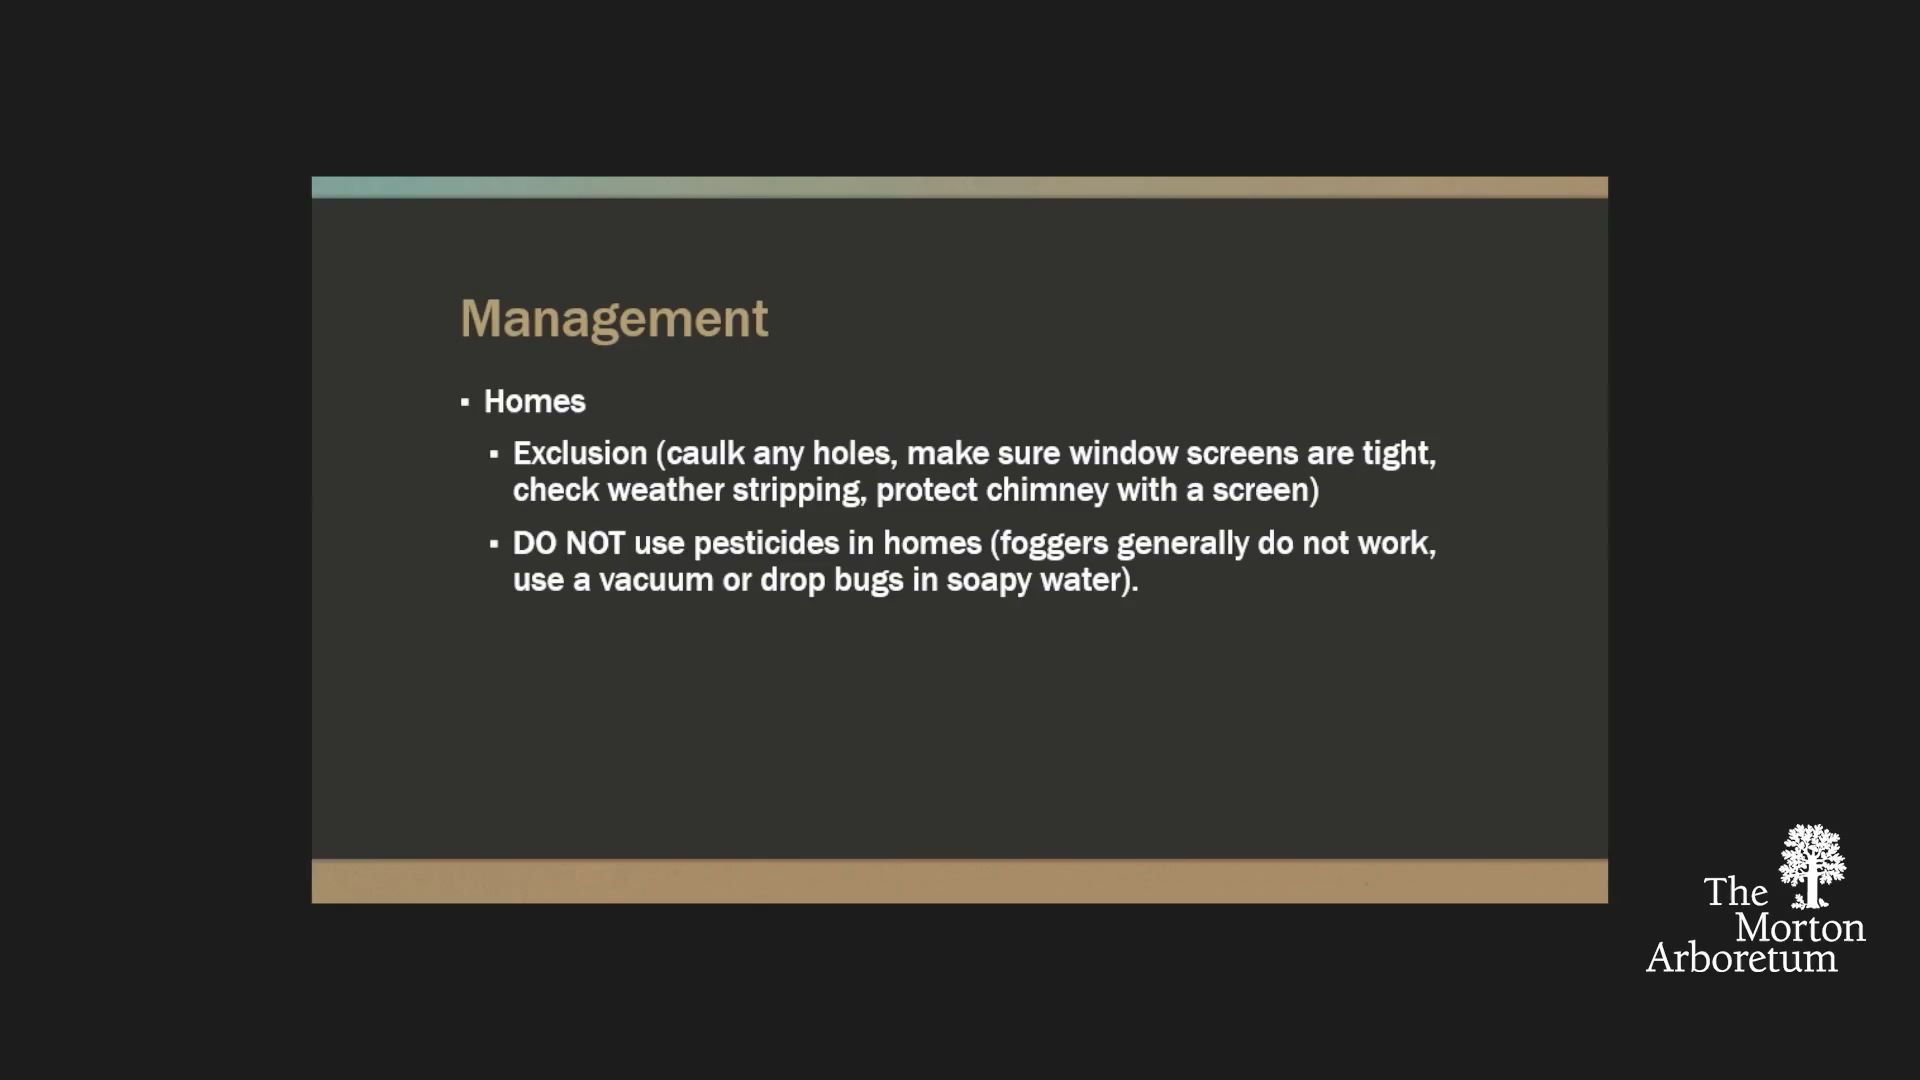 Management
▪ Homes
▪ Exclusion (caulk any holes, make sure window screens are tight,
check weather stripping, protect chimney with a screen)
▪ DO NOT use pesticides in homes (foggers generally do not work,
use a vacuum or drop bugs in soapy water).
The
Morton
Arboretum